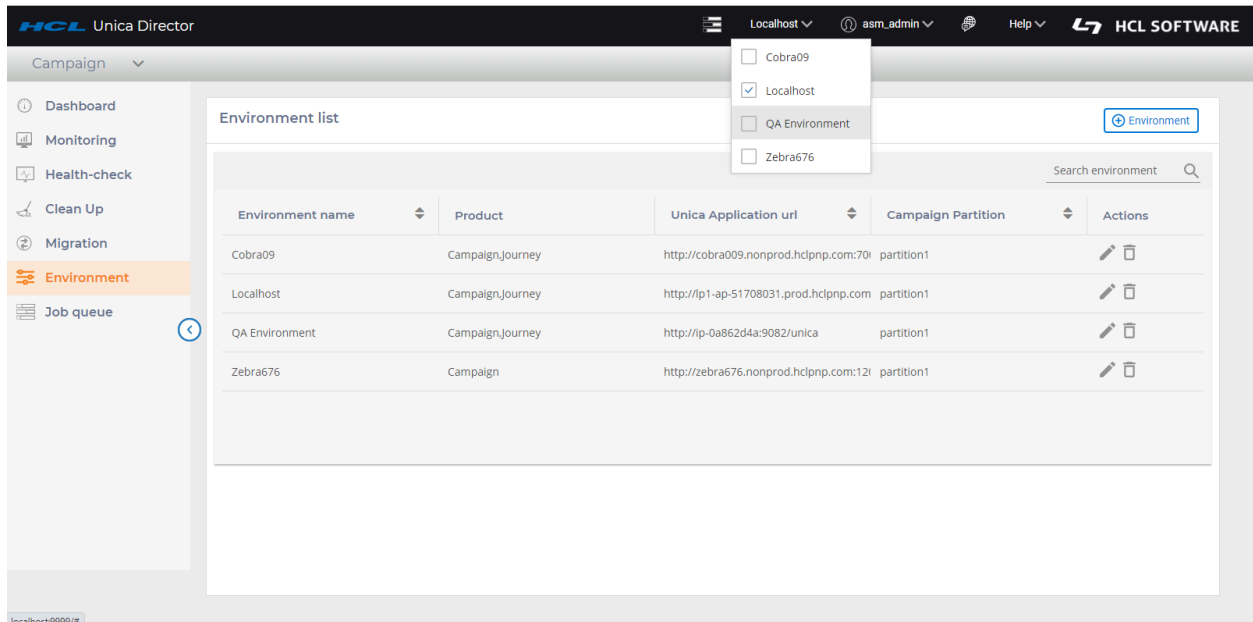 HCL Unica Director Localhost asm_admin Help HCL SOFTWARE
Campaign
Cobra09
Localhost
QA Environment
Zebra676
Dashboard
Monitoring
Health-check
Clean Up
Migration
Environment
Job queue
Environment list Environment
Search environment
Environment name Product Unica Application url Campaign Partition Actions
Cobra09 Campaign,Journey http://cobra009.nonprod.hclpnp.com:70 partition1
Localhost Campaign,Journey http://lp1-ap-51708031.prod.hclpnp.com partition1
QA Environment Campaign,Journey http://ip-0a862d4a:9082/unica partition1
Zebra676 Campaign http://zebra676.nonprod.hclpnp.com:12 partition1
localhost:9999/#